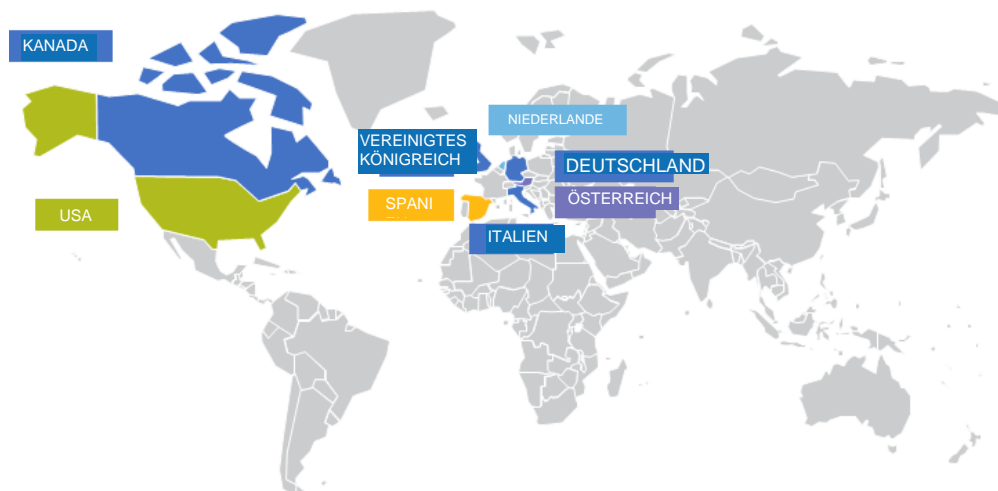 KANADA
NIEDERLANDE
VEREINIGTES
KÖNIGREICH
DEUTSCHLAND
SPANI
ÖSTERREICH
USA
ITALIEN